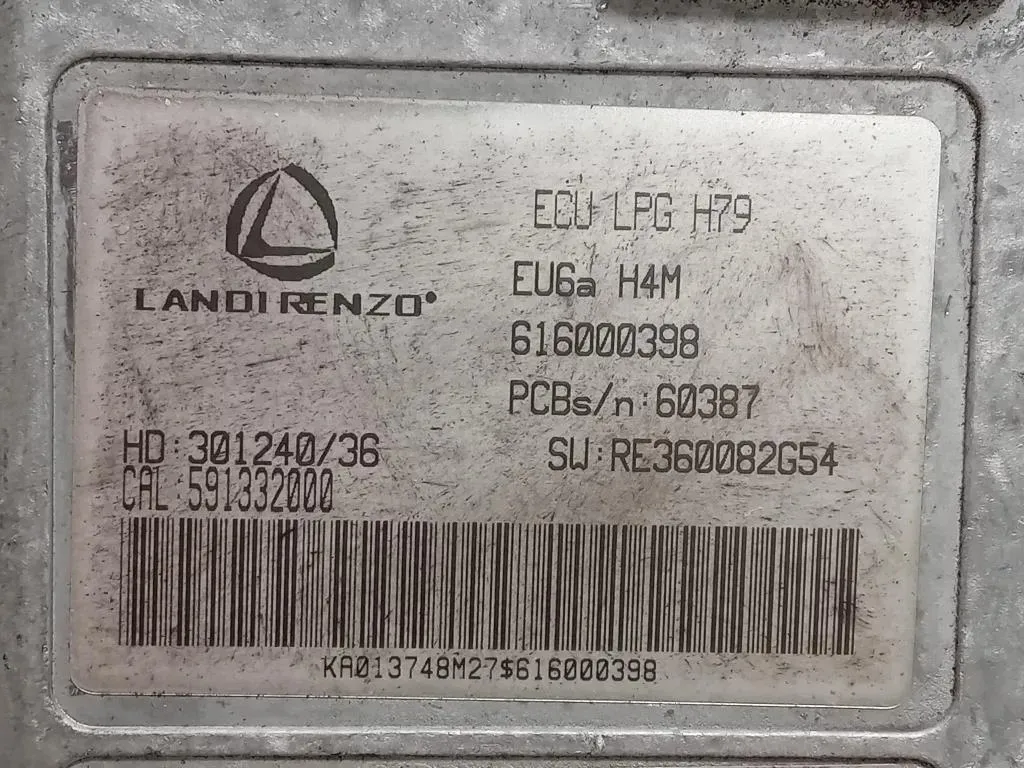 LANDIRENZO®
ECU LPG H79
EU6a H4M
616000398
PCBs/n:60387
HD:301240/36
SW:RE360082G54
CAL:591332000
KA013748M27$616000398